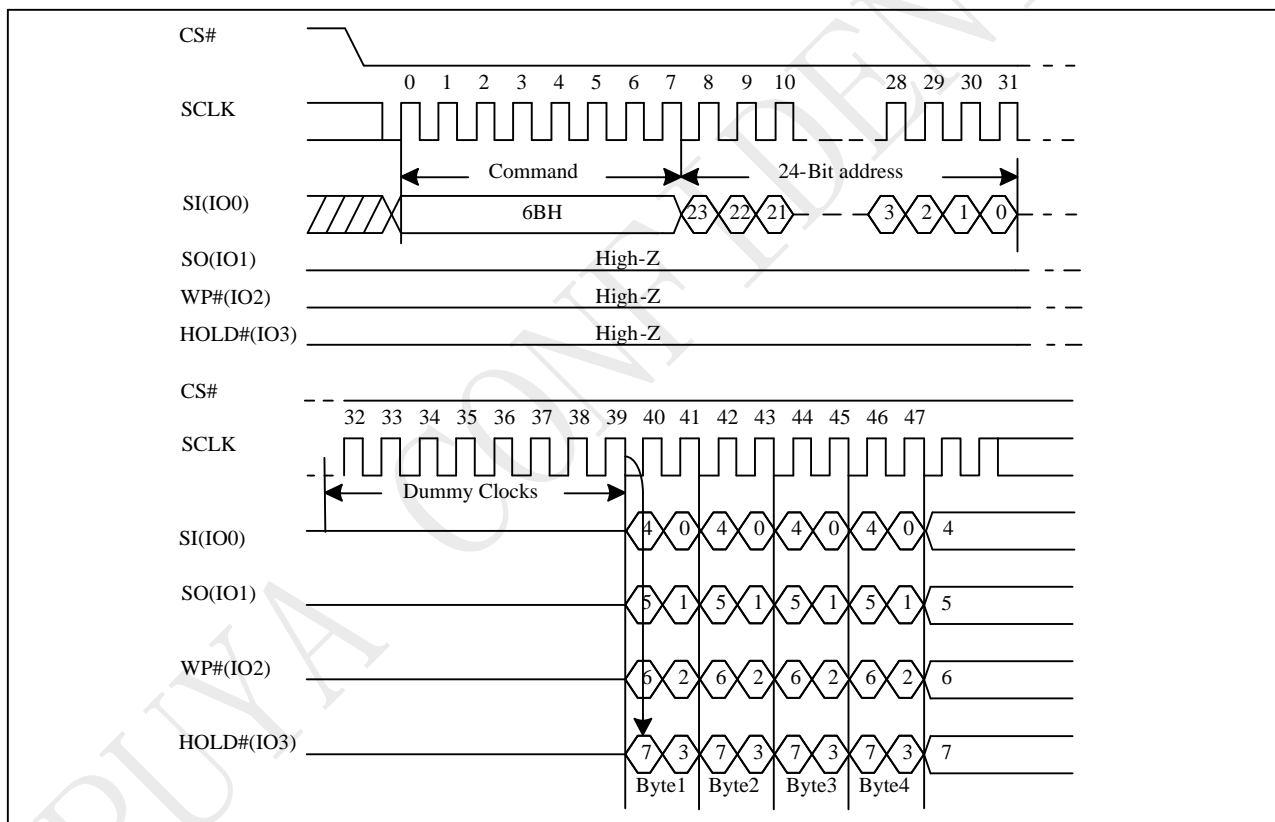 CS#
0 1 2 3 4 5 6 7 8 9 10 28 29 30 31
SCLK
Command 24-Bit address
SI(IO0) 6BH 23 22 21 3 2 1 0
SO(IO1) High-Z
WP#(IO2) High-Z
HOLD#(IO3) High-Z
CS#
32 33 34 35 36 37 38 39 40 41 42 43 44 45 46 47
SCLK
Dummy Clocks
SI(IO0) 4 0 4 0 4 0 4 0 4
SO(IO1) 5 1 5 1 5 1 5 1 5
WP#(IO2) 6 2 6 2 6 2 6 2 6
HOLD#(IO3) 7 3 7 3 7 3 7 3 7
Byte1 Byte2 Byte3 Byte4
PUYA CONFIDEN